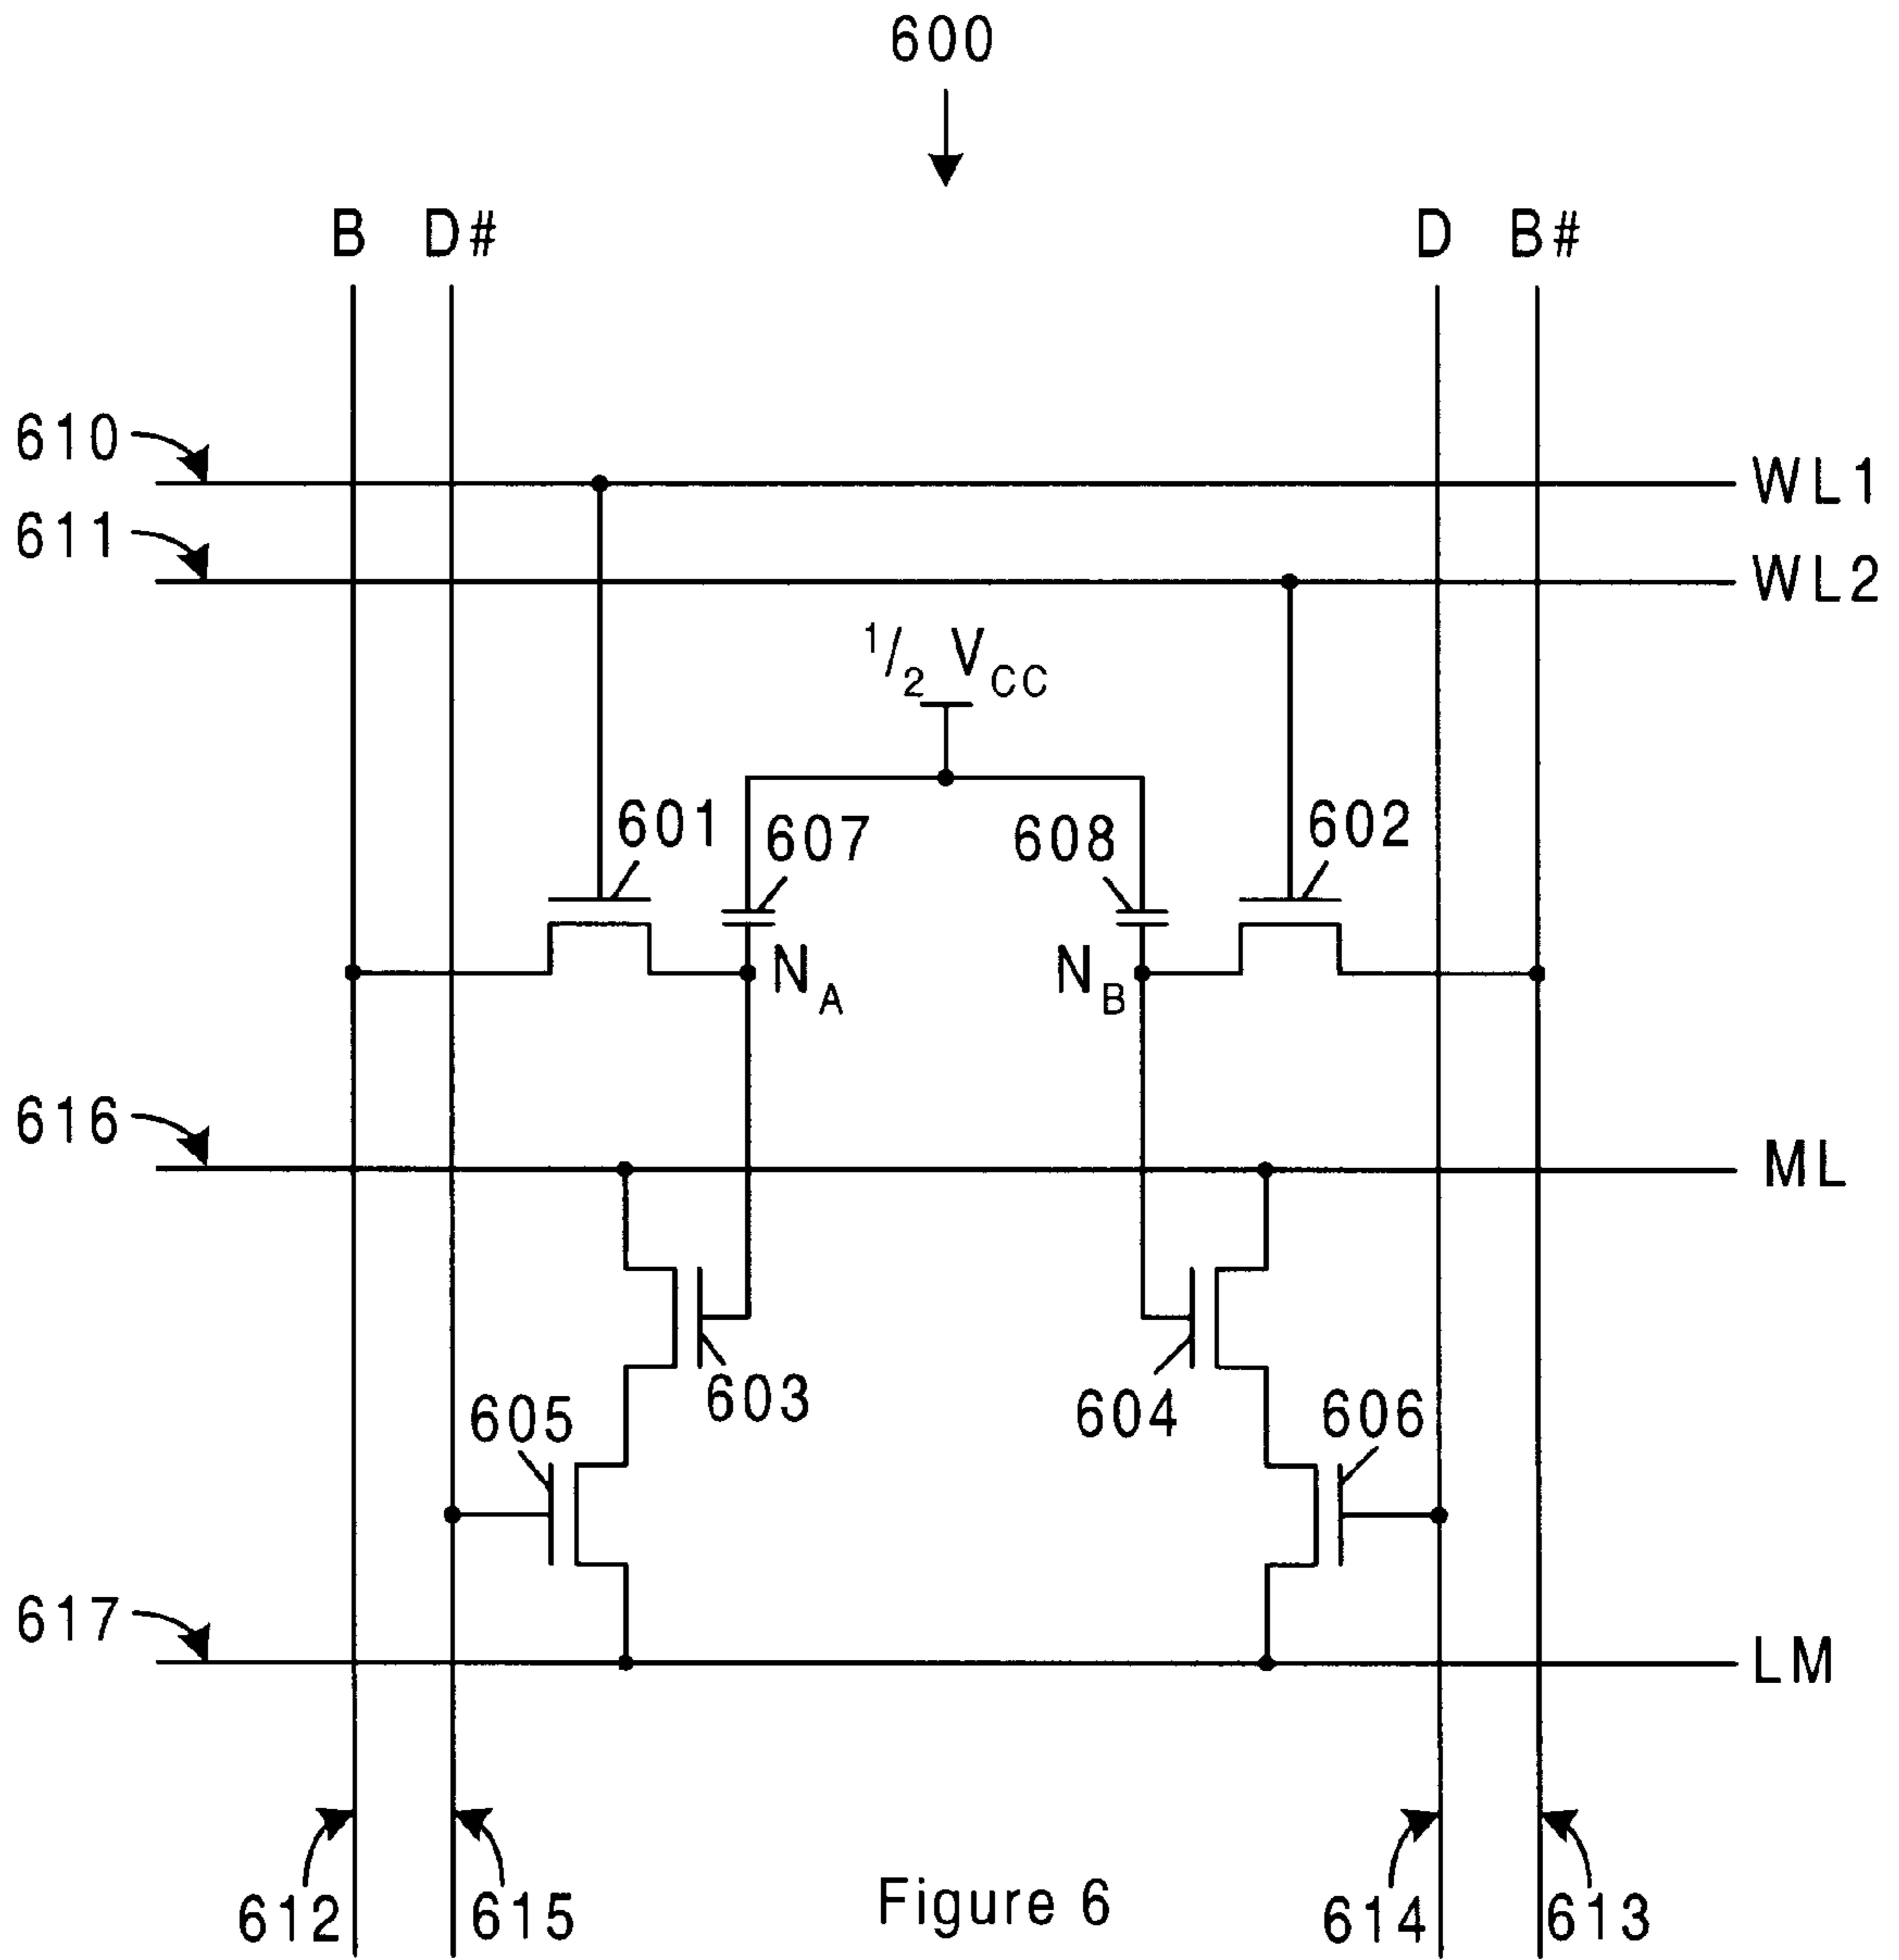 600
B D# D B#
610
WL1
611
WL2
1/2 VCC
601 607 608 602
NA NB
616
ML
603 604
605 606
617
LM
612 615 Figure 6 614 613